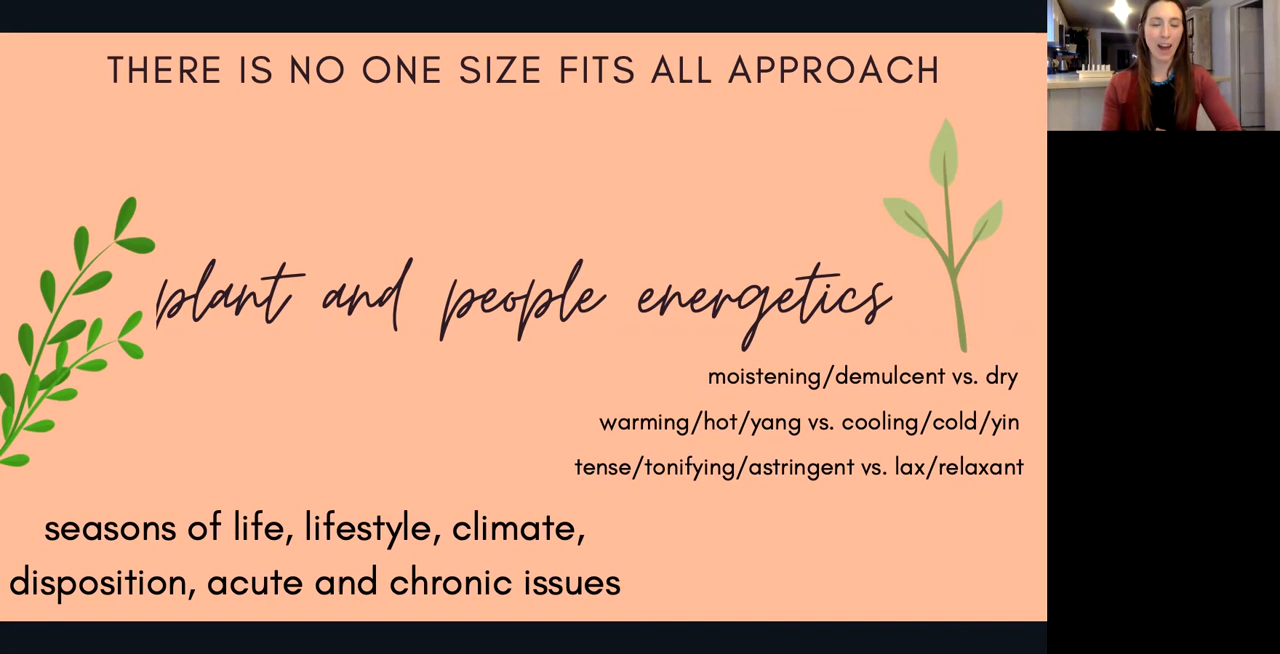 THERE IS NO ONE SIZE FITS ALL APPROACH
plant and people energetics
moistening/demulcent vs. dry
warming/hot/yang vs. cooling/cold/yin
tense/tonifying/astringent vs. lax/relaxant
seasons of life, lifestyle, climate,
disposition, acute and chronic issues